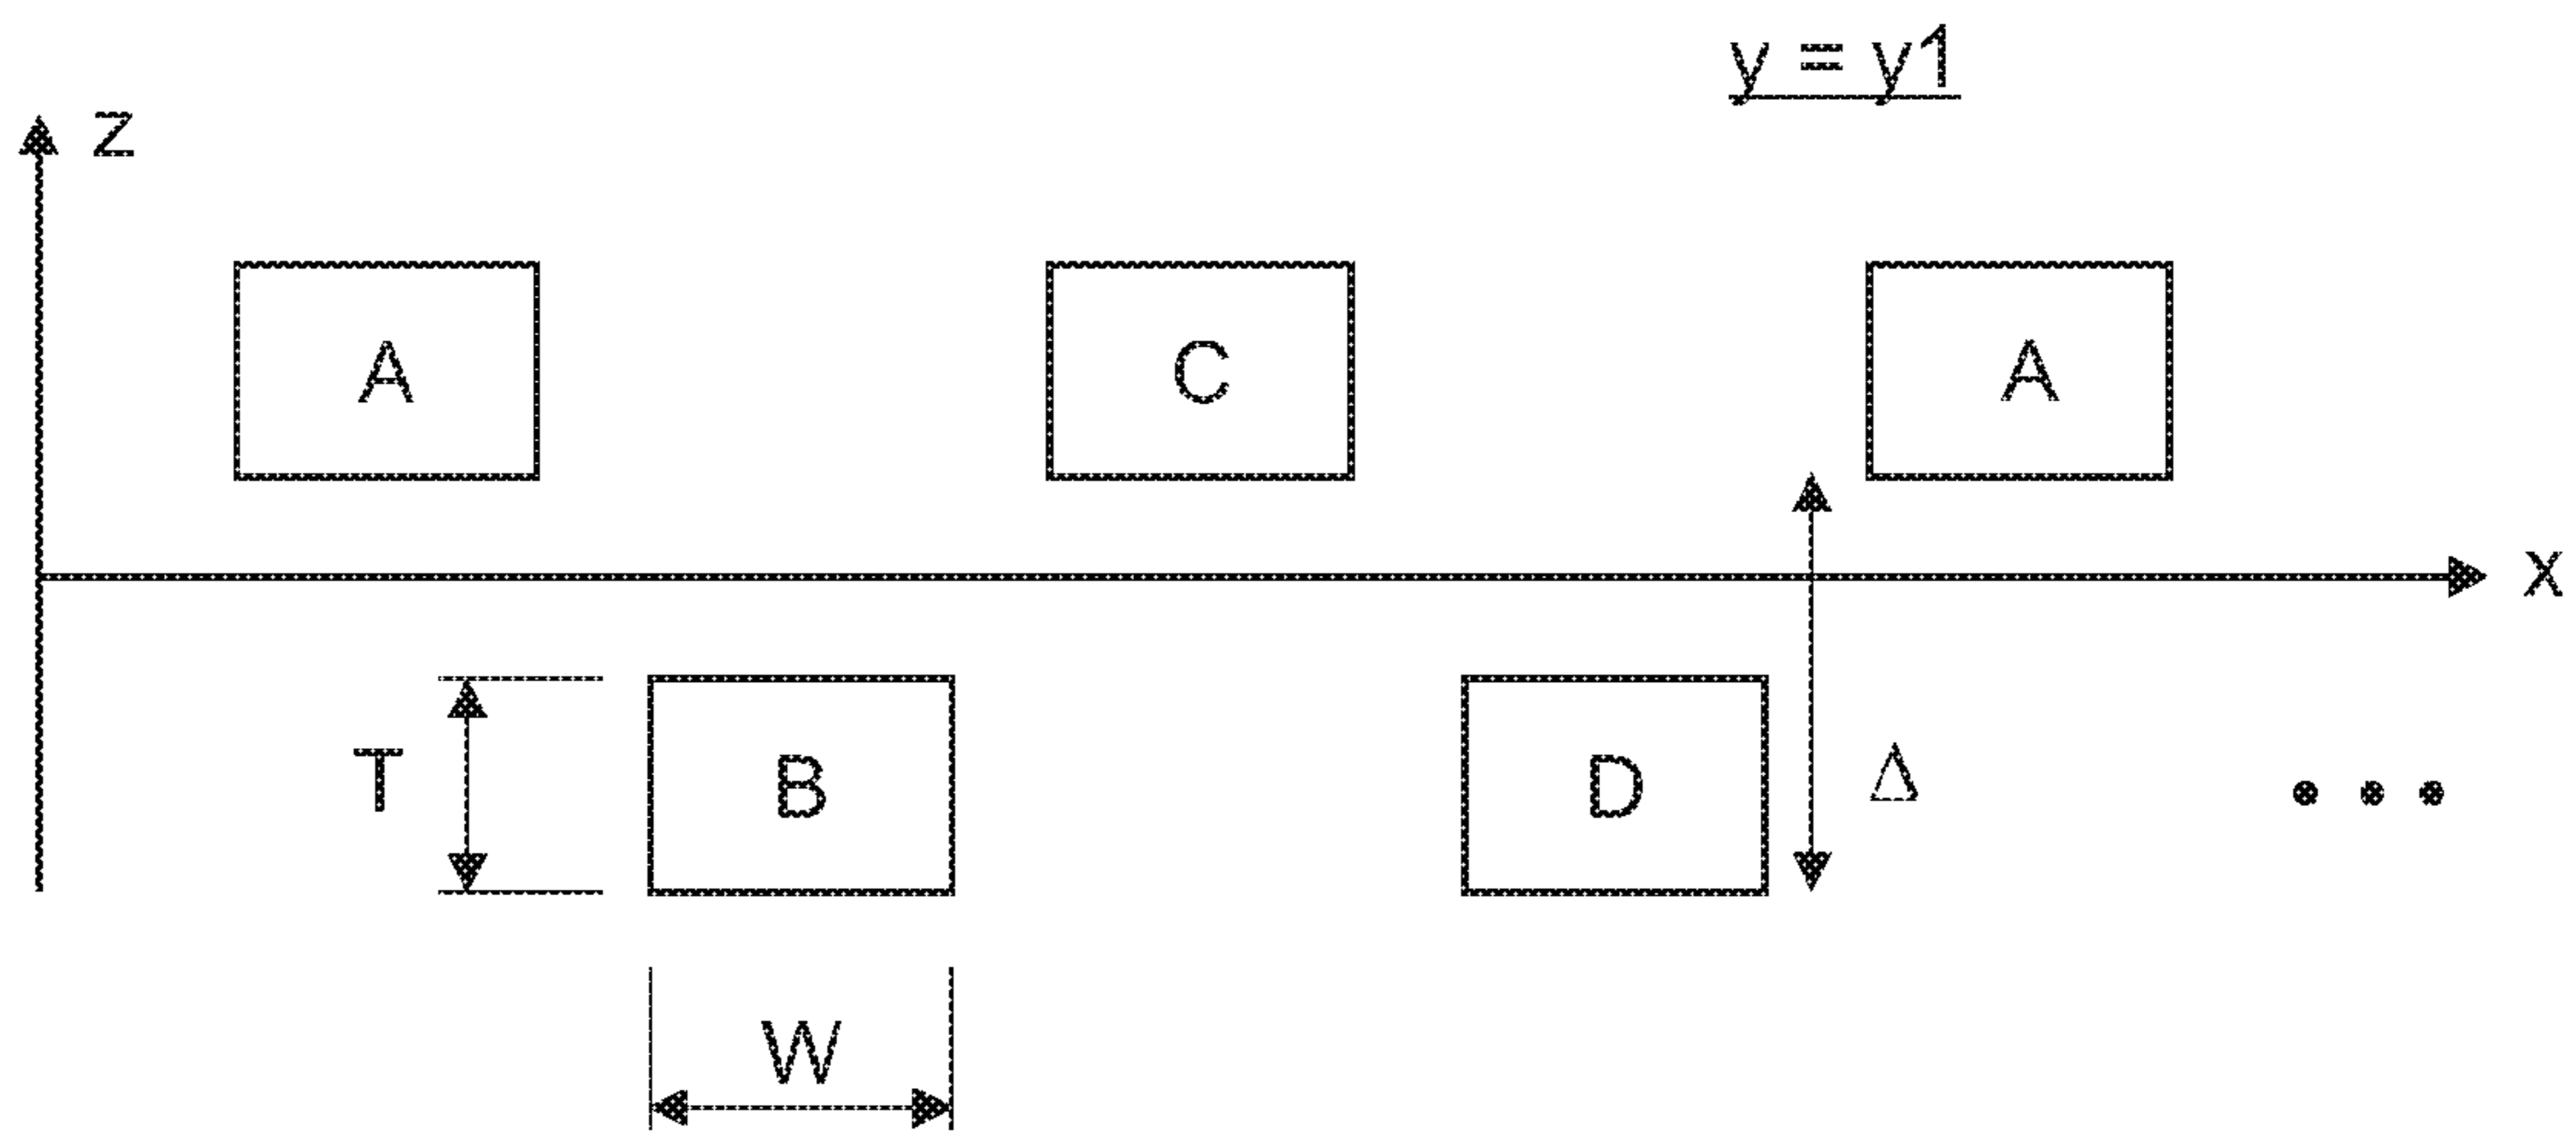 y = y1
z
A C A
x
T B D Δ
W